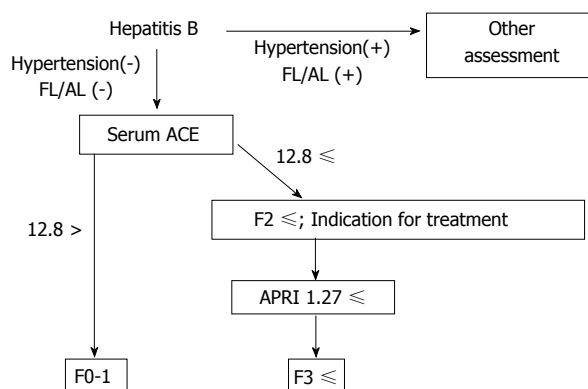 Hepatitis B
Hypertension(+)
FL/AL (+)
Other
assessment
Hypertension(-)
FL/AL (-)
Serum ACE
12.8 ≤
12.8 >
F2 ≤; Indication for treatment
APRI 1.27 ≤
F0-1
F3 ≤